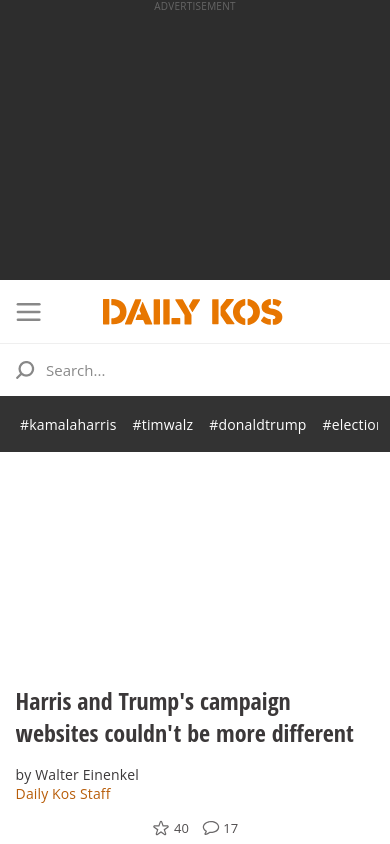 ADVERTISEMENT
DAILY KOS
Search...
#kamalaharris #timwalz #donaldtrump #election
Harris and Trump's campaign
websites couldn't be more different
by Walter Einenkel
Daily Kos Staff
40 17